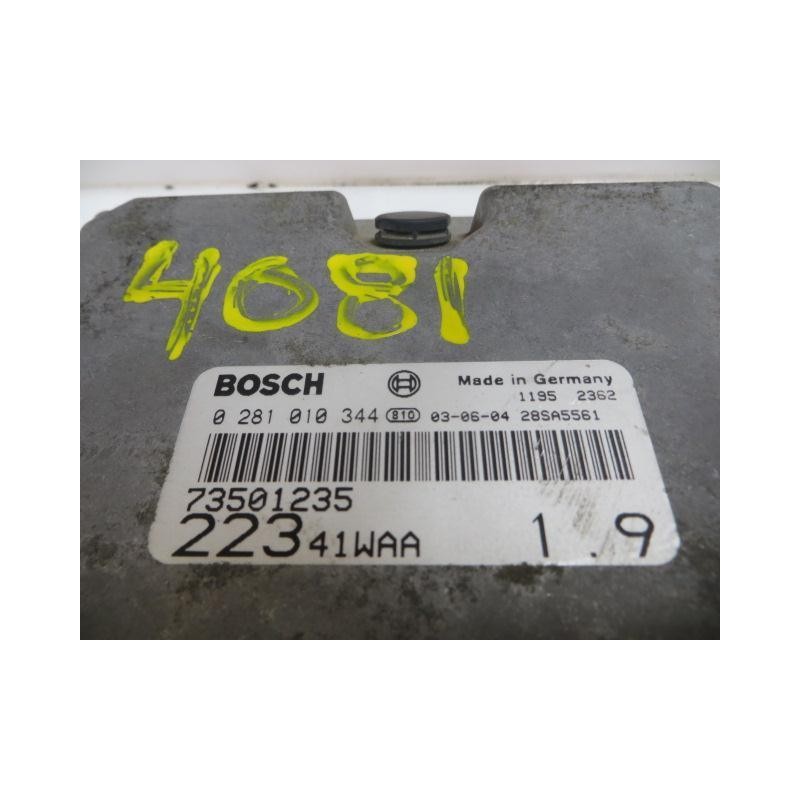 4081
BOSCH Made in Germany
1195 2362
0 281 010 344 810 03-06-04 28SA5561
73501235
223 41WAA 1.9